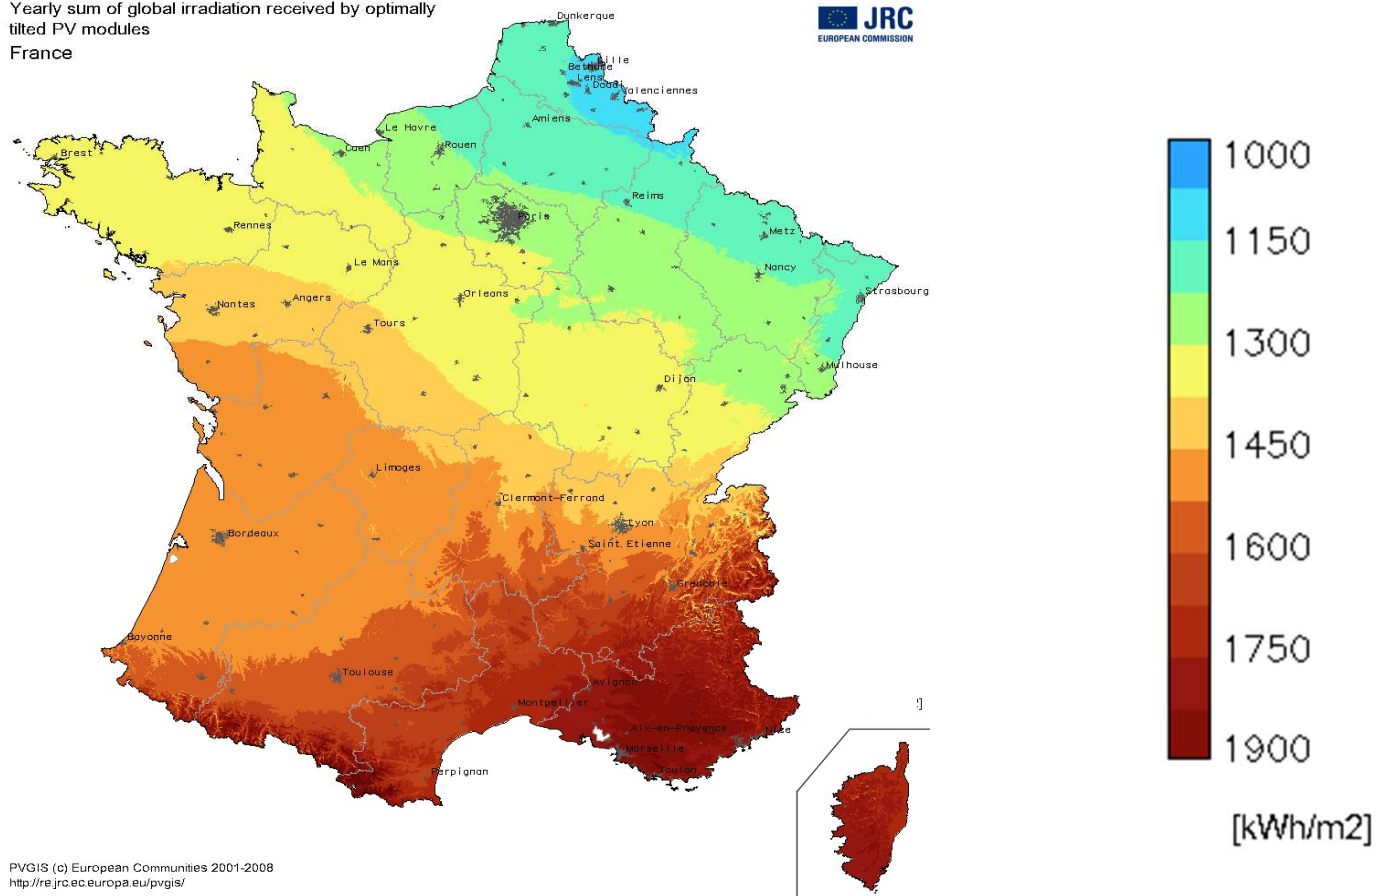 Yearly sum of global irradiation received by optimally
tilted PV modules
France
JRC
EUROPEAN COMMISSION
Dunkerque
Lille
Bethune
Lens
Douai
Valenciennes
Amiens
Le Havre
Rouen
Caen
Brest
Reims
Paris
Metz
Rennes
Le Mans
Nancy
Strasbourg
Orleans
Nantes
Angers
Tours
Mulhouse
Dijon
Limoges
Clermont-Ferrand
Lyon
Saint Etienne
Bordeaux
Grenoble
Bayonne
Toulouse
Avignon
Montpellier
Aix-en-Provence
Nice
Marseille
Toulon
Perpignan
1000
1150
1300
1450
1600
1750
1900
[kWh/m2]
PVGIS (c) European Communities 2001-2008
http://re.jrc.ec.europa.eu/pvgis/